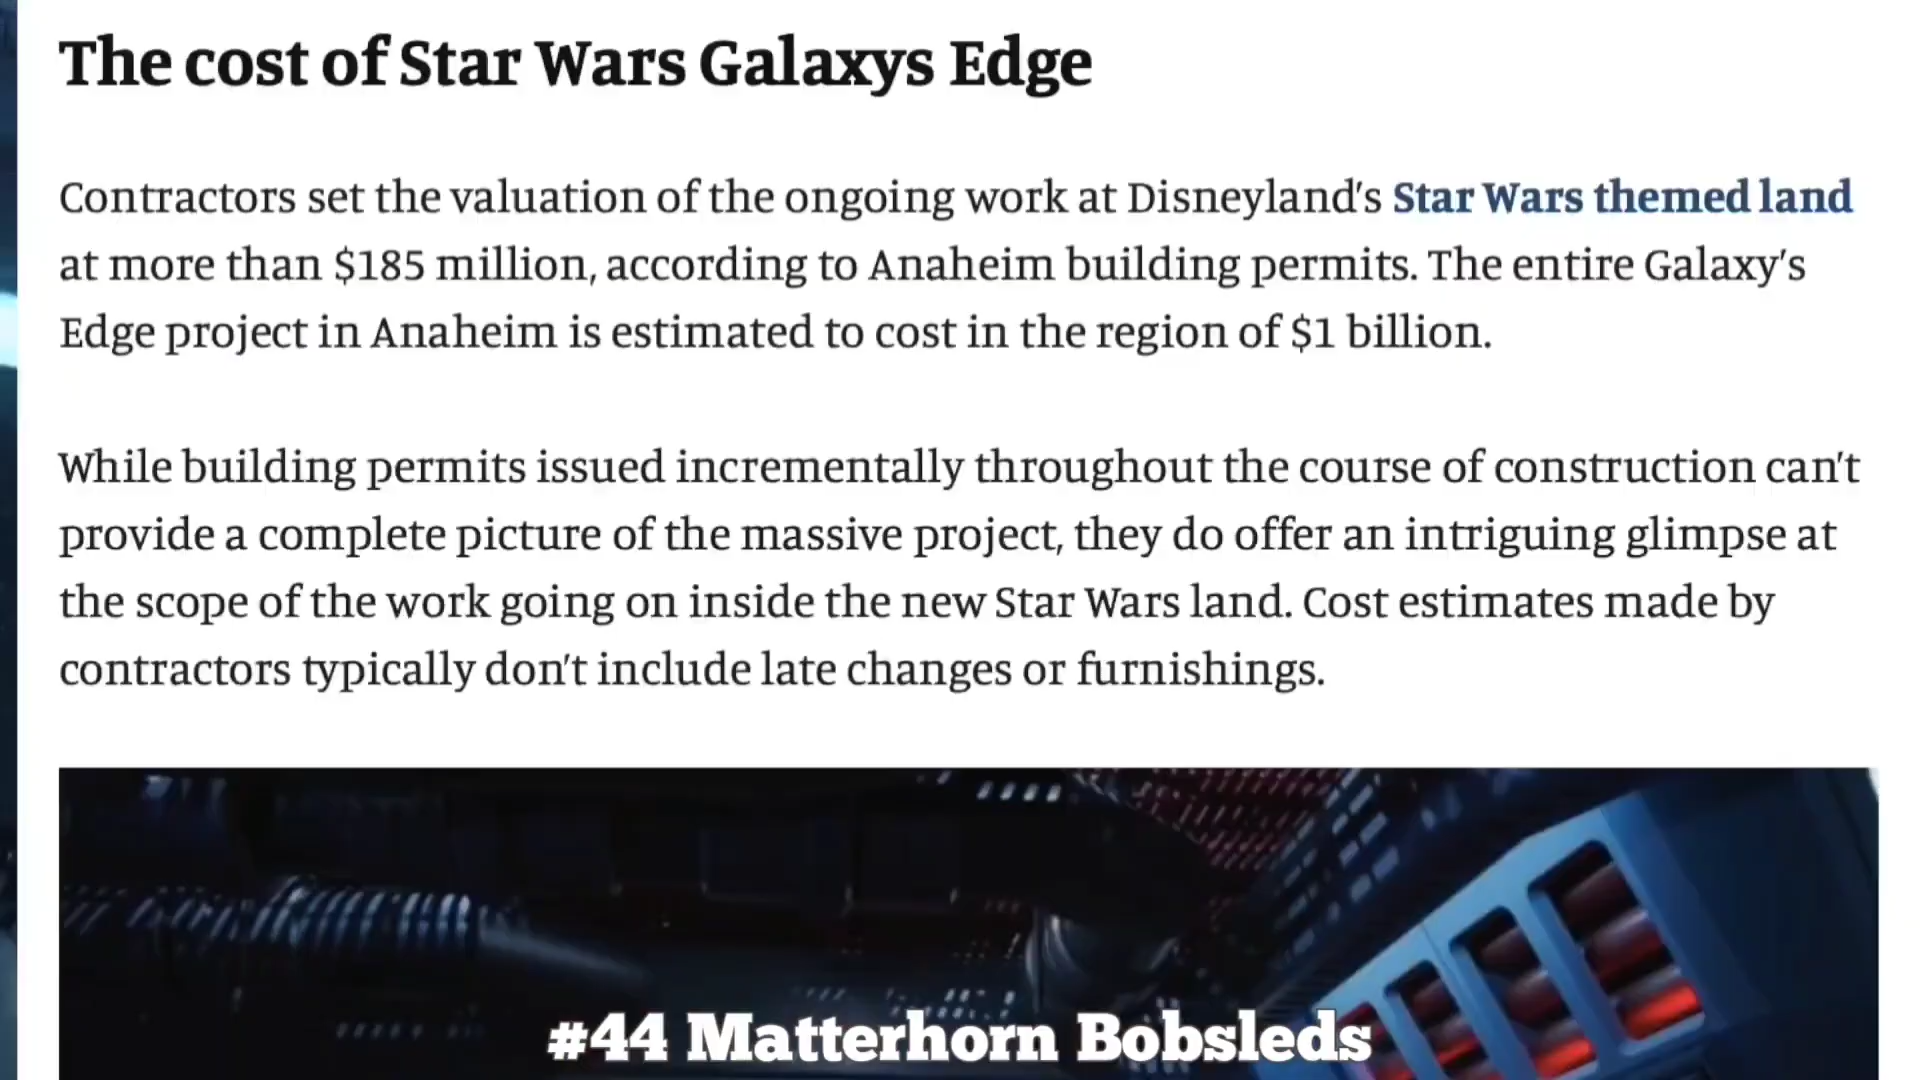 The cost of Star Wars Galaxys Edge
Contractors set the valuation of the ongoing work at Disneyland's Star Wars themed land
at more than $185 million, according to Anaheim building permits. The entire Galaxy's
Edge project in Anaheim is estimated to cost in the region of $1 billion.
While building permits issued incrementally throughout the course of construction can't
provide a complete picture of the massive project, they do offer an intriguing glimpse at
the scope of the work going on inside the new Star Wars land. Cost estimates made by
contractors typically don't include late changes or furnishings.
#44 Matterhorn Bobsleds